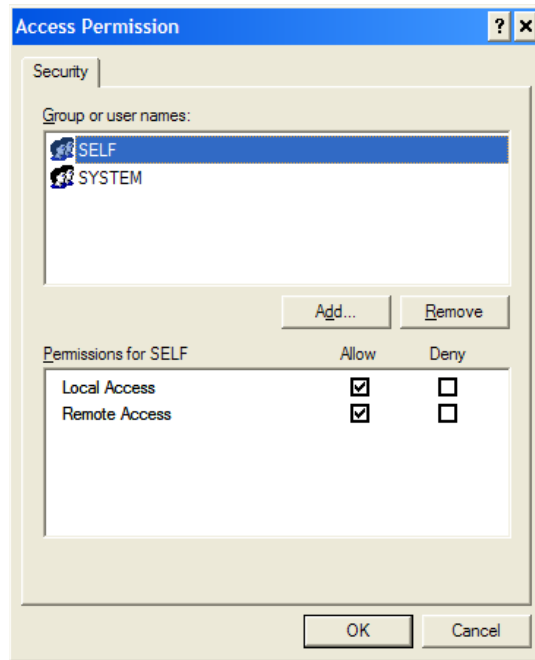 Access Permission
Security
Group or user names:
SELF
SYSTEM
Add...
Remove
Permissions for SELF
Allow
Deny
Local Access
Remote Access
OK
Cancel